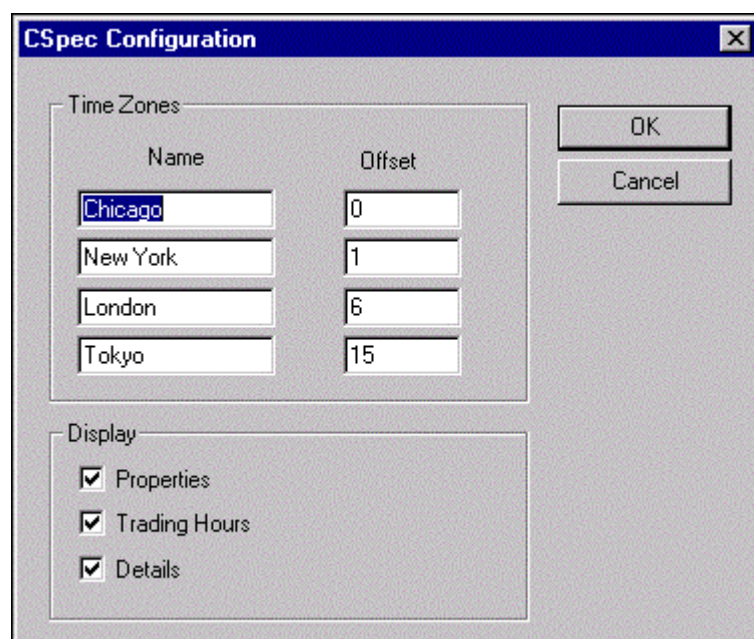 CSpec Configuration
Time Zones
Name Offset
Chicago 0
New York 1
London 6
Tokyo 15
OK
Cancel
Display
Properties
Trading Hours
Details